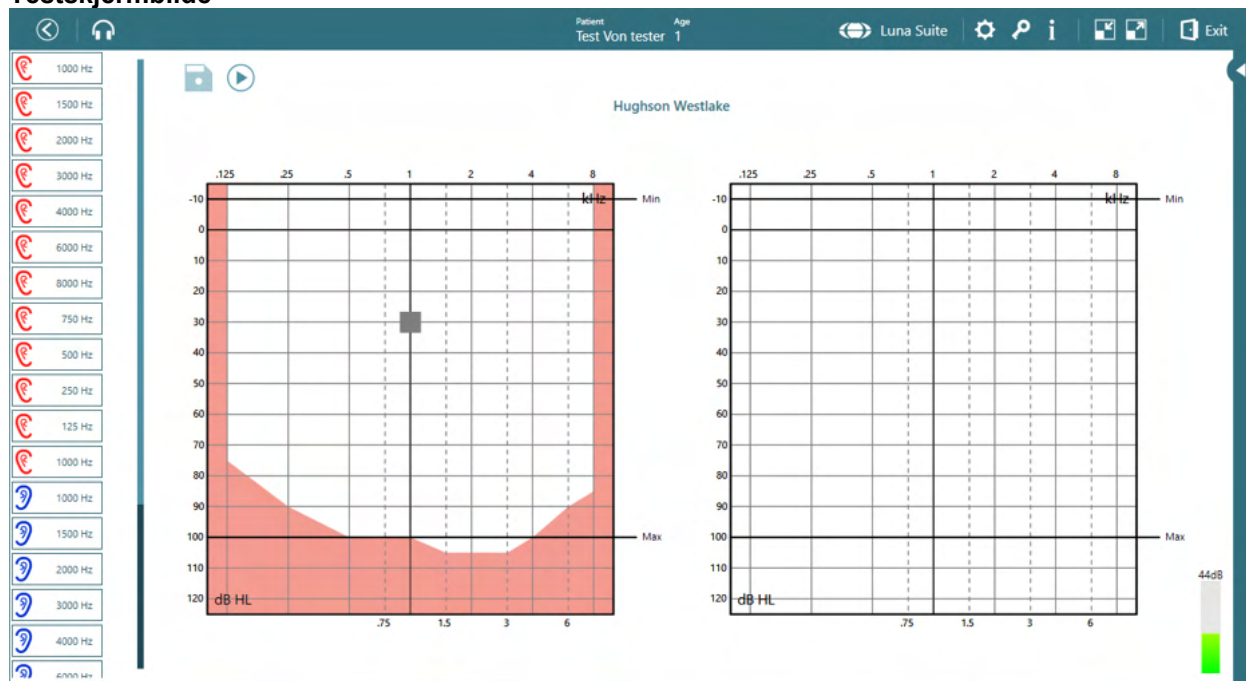 Testskjermbilde
Patient Age
Test Von tester 1
Luna Suite
i
Exit
1000 Hz
1500 Hz
2000 Hz
3000 Hz
4000 Hz
6000 Hz
8000 Hz
750 Hz
500 Hz
250 Hz
125 Hz
1000 Hz
1000 Hz
1500 Hz
2000 Hz
3000 Hz
4000 Hz
6000 Hz
Hughson Westlake
.125 .25 .5 1 2 4 8
kHz
-10 Min
0
10
20
30
40
50
60
70
80
90
100 Max
110
120 dB HL
.75 1.5 3 6
.125 .25 .5 1 2 4 8
kHz
-10 Min
0
10
20
30
40
50
60
70
80
90
100 Max
110
120 dB HL
.75 1.5 3 6
44dB